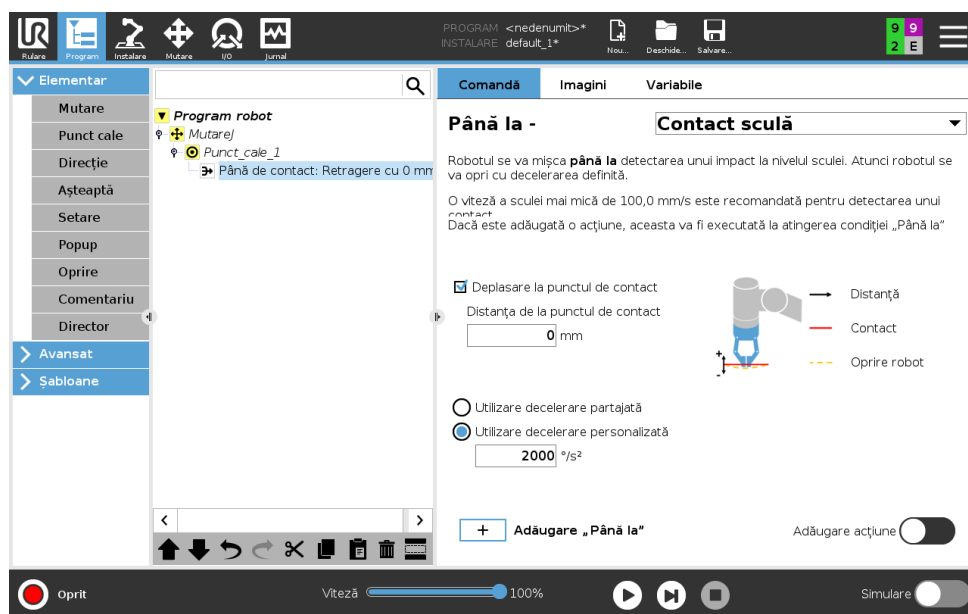 PROGRAM <nedenumit>*
INSTALARE default_1*
Rulare
Program
Instalare
Mutare
I/O
Jurnal
Nou...
Deschide...
Salvare...
9 9
2 E
Elementar
Mutare
Punct cale
Direcție
Așteaptă
Setare
Popup
Oprire
Comentariu
Director
Avansat
Șabloane
Program robot
MutareJ
Punct_cale_1
Până de contact: Retragere cu 0 mm
Comandă
Imagini
Variabile
Până la -
Contact sculă
Robotul se va mișca până la detectarea unui impact la nivelul sculei. Atunci robotul se
va opri cu decelerarea definită.
O viteză a sculei mai mică de 100,0 mm/s este recomandată pentru detectarea unui
contact
Dacă este adăugată o acțiune, aceasta va fi executată la atingerea condiției „Până la”
Deplasare la punctul de contact
Distanța de la punctul de contact
0 mm
+
-
Distanță
Contact
Oprire robot
Utilizare decelerare partajată
Utilizare decelerare personalizată
2000 °/s²
+ Adăugare „Până la”
Adăugare acțiune
Oprit
Viteză
100%
Simulare